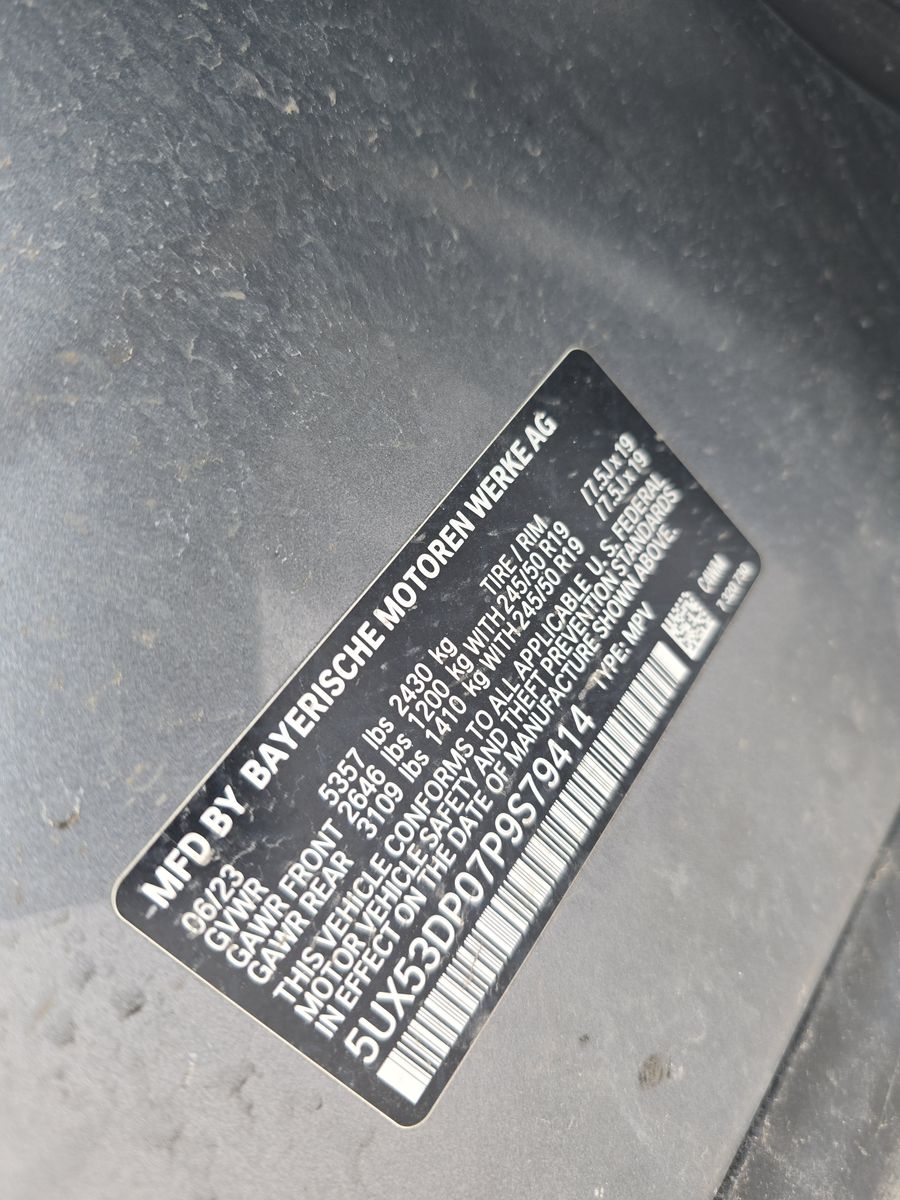 MFD BY BAYERISCHE MOTOREN WERKE AG
06/23
GVWR 5357 lbs 2430 kg TIRE / RIM
GAWR FRONT 2646 lbs 1200 kg WITH 245/50 R19 /7.5Jx19
GAWR REAR 3109 lbs 1410 kg WITH 245/50 R19 /7.5Jx19
THIS VEHICLE CONFORMS TO ALL APPLICABLE U. S. FEDERAL
MOTOR VEHICLE SAFETY AND THEFT PREVENTION STANDARDS
IN EFFECT ON THE DATE OF MANUFACTURE SHOWN ABOVE.
5UX53DP07P9S79414 TYPE: MPV